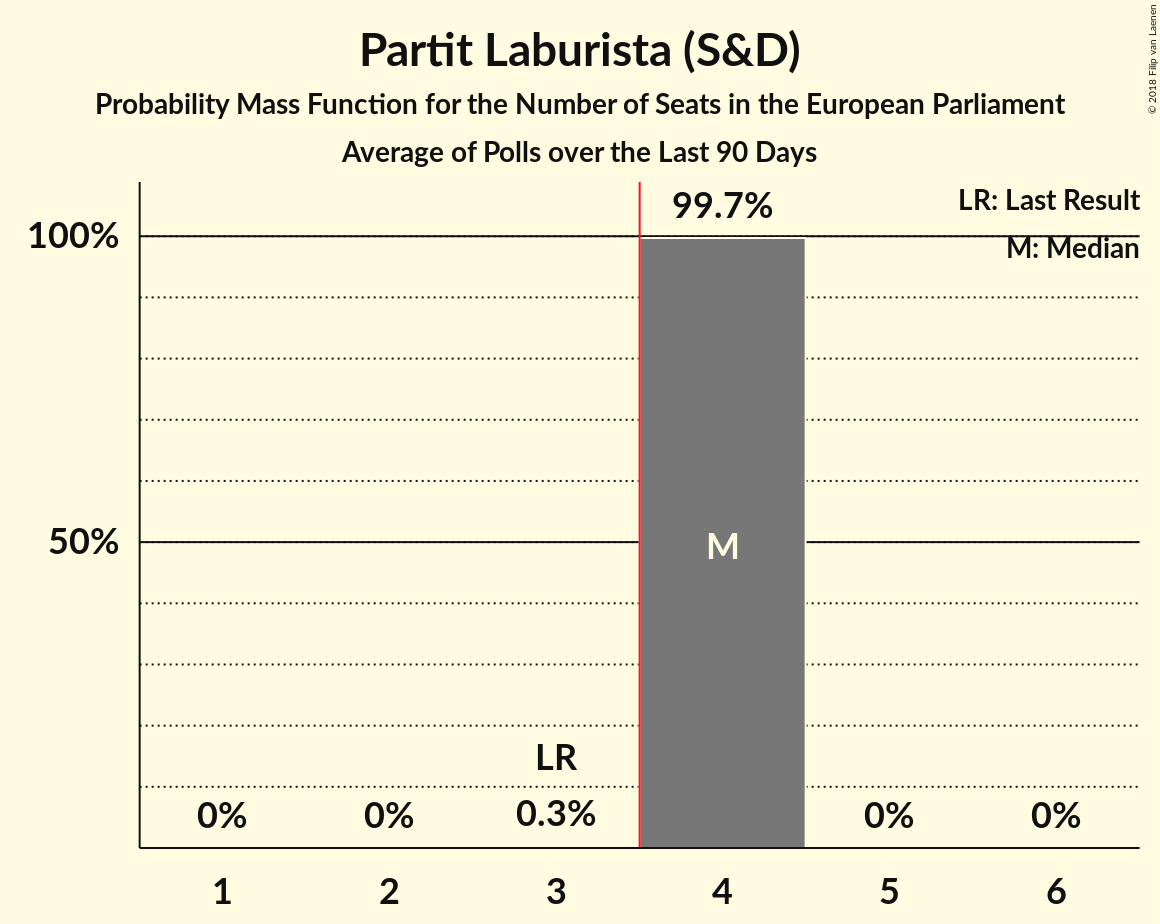 Partit Laburista (S&D)
Probability Mass Function for the Number of Seats in the European Parliament
Average of Polls over the Last 90 Days
© 2018 Filip van Laenen
LR: Last Result
M: Median
99.7%
100%
50%
M
LR
0% 0% 0.3% 0% 0%
1 2 3 4 5 6